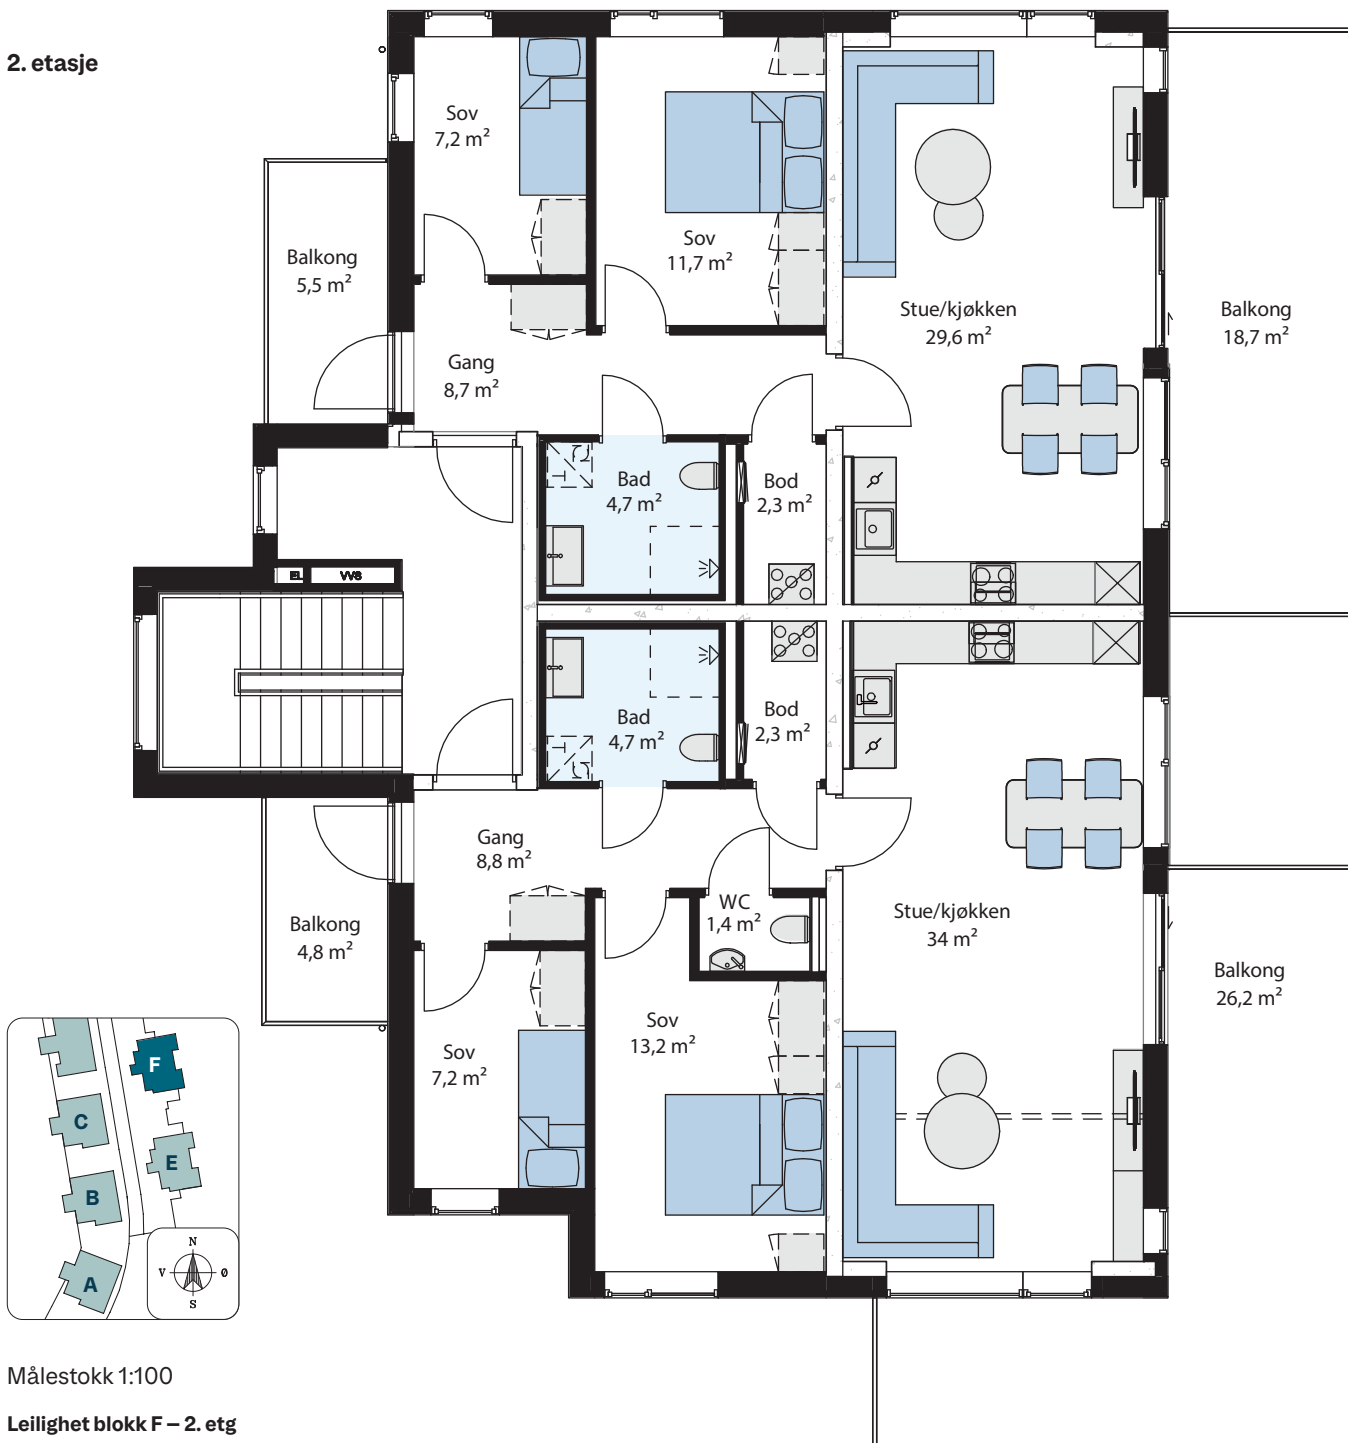 2. etasje
Sov
7,2 m²
Sov
11,7 m²
Balkong
5,5 m²
Stue/kjøkken
29,6 m²
Balkong
18,7 m²
Gang
8,7 m²
Bad
4,7 m²
Bod
2,3 m²
EL
VVS
Bad
4,7 m²
Bod
2,3 m²
Gang
8,8 m²
WC
1,4 m²
Stue/kjøkken
34 m²
Balkong
4,8 m²
Balkong
26,2 m²
Sov
13,2 m²
Sov
7,2 m²
F
C
E
B
A
N
V Ø
S
Målestokk 1:100
Leilighet blokk F – 2. etg